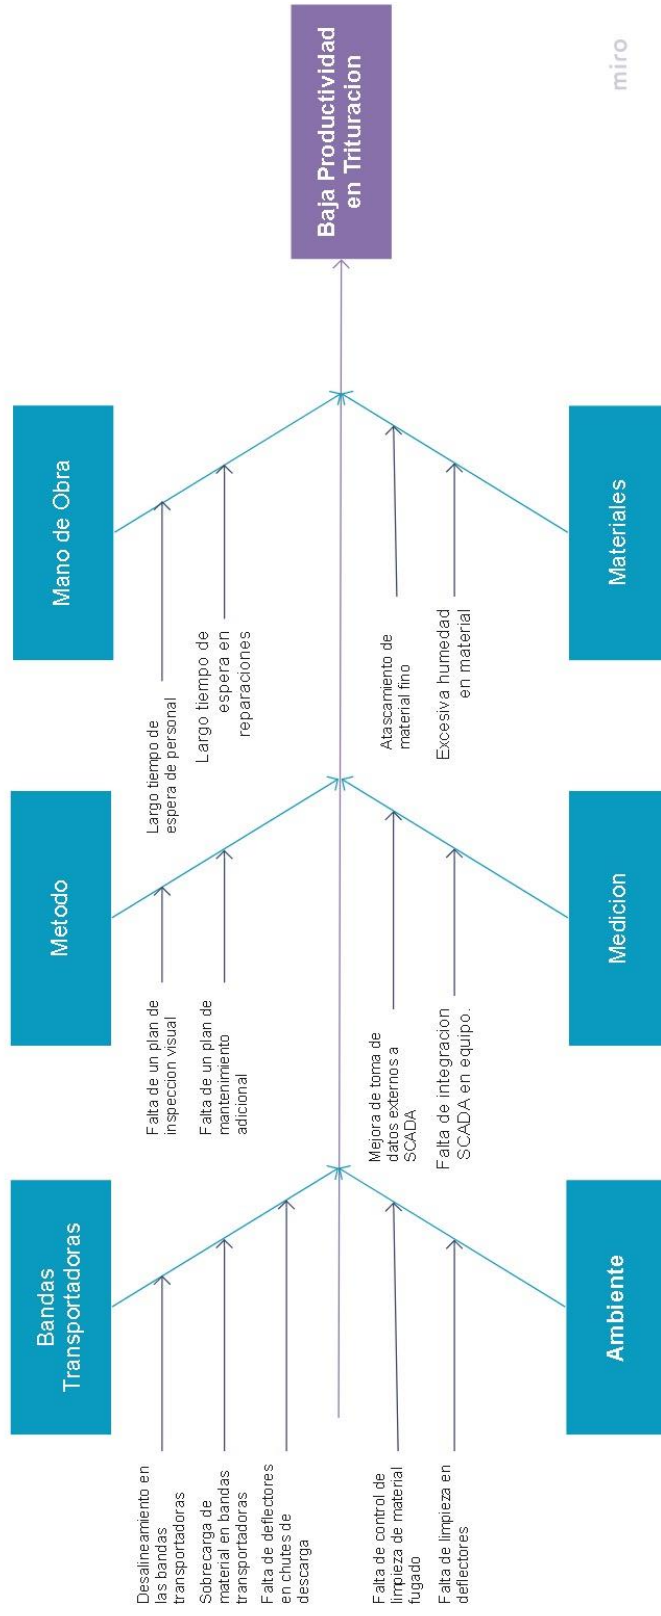 Bandas
Transportadoras
Metodo
Mano de Obra
Desalineamiento en
las bandas
transportadoras
Sobrecarga de
material en bandas
transportadoras
Falta de deflectores
en chutes de
descarga
Falta de un plan de
inspeccion visual
Falta de un plan de
mantenimiento
adicional
Largo tiempo de
espera de personal
Largo tiempo de
espera en
reparaciones
Baja Productividad
en Trituracion
Falta de control de
limpieza de material
fugado
Falta de limpieza en
deflectores
Mejora de toma de
datos externos a
SCADA
Falta de integracion
SCADA en equipo.
Atascamiento de
material fino
Excesiva humedad
en material
Ambiente
Medicion
Materiales
miro